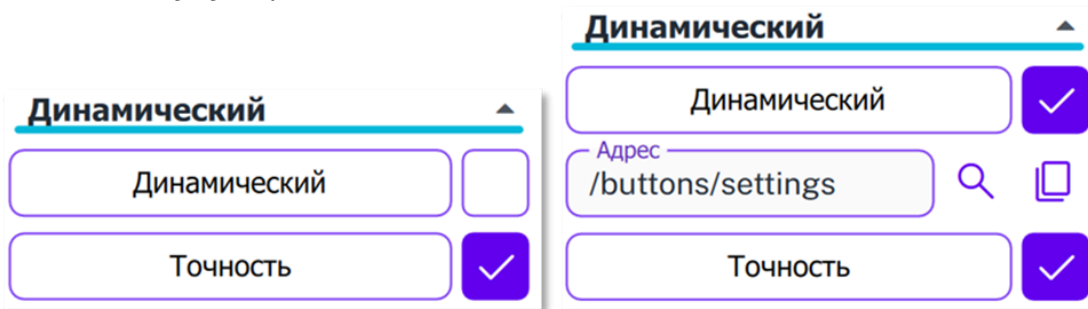 Динамический
Динамический
Точность
Динамический
Динамический
Адрес
/buttons/settings
Точность